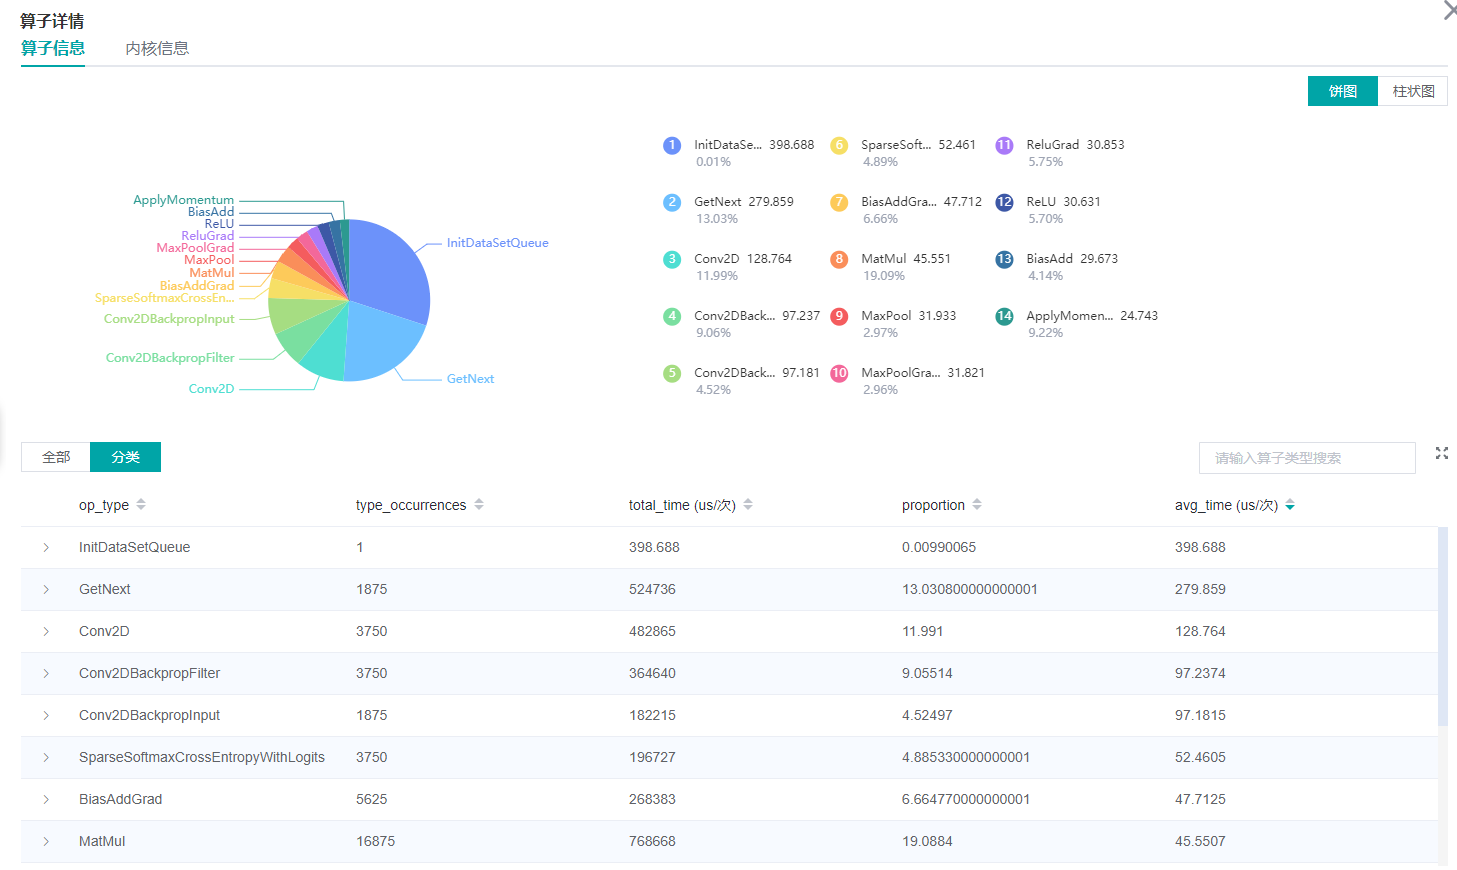 算子详情
算子信息 内核信息
饼图 柱状图
ApplyMomentum
BiasAdd
ReLU
ReluGrad
MaxPoolGrad
MaxPool
MatMul
BiasAddGrad
SparseSoftmaxCrossEn...
Conv2DBackpropInput
Conv2DBackpropFilter
Conv2D
InitDataSetQueue
GetNext
1 InitDataSe... 398.688
0.01%
2 GetNext 279.859
13.03%
3 Conv2D 128.764
11.99%
4 Conv2DBack... 97.237
9.06%
5 Conv2DBack... 97.181
4.52%
6 SparseSoft... 52.461
4.89%
7 BiasAddGra... 47.712
6.66%
8 MatMul 45.551
19.09%
9 MaxPool 31.933
2.97%
10 MaxPoolGra... 31.821
2.96%
11 ReluGrad 30.853
5.75%
12 ReLU 30.631
5.70%
13 BiasAdd 29.673
4.14%
14 ApplyMomen... 24.743
9.22%
全部 分类 请输入算子类型搜索
op_type type_occurrences total_time (us/次) proportion avg_time (us/次)
InitDataSetQueue 1 398.688 0.00990065 398.688
GetNext 1875 524736 13.030800000000001 279.859
Conv2D 3750 482865 11.991 128.764
Conv2DBackpropFilter 3750 364640 9.05514 97.2374
Conv2DBackpropInput 1875 182215 4.52497 97.1815
SparseSoftmaxCrossEntropyWithLogits 3750 196727 4.885330000000001 52.4605
BiasAddGrad 5625 268383 6.664770000000001 47.7125
MatMul 16875 768668 19.0884 45.5507